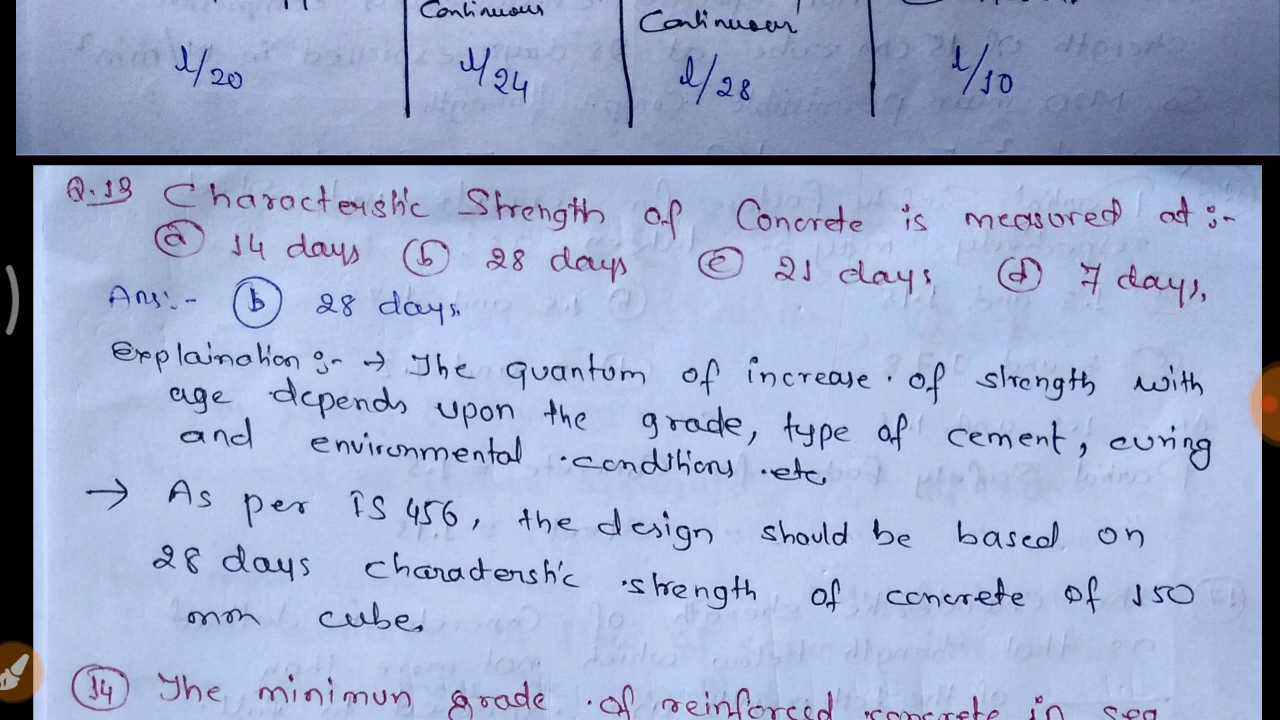 Continuous
Continuous
l/20 l/24 l/28 l/10
Q.13 Characteristic Strength of Concrete is measured at :-
(a) 14 days (b) 28 days (c) 21 days, (d) 7 days,
Ans:- (b) 28 days.
Explaination :- → The quantum of increase of strength with
age depends upon the grade, type of cement, curing
and environmental conditions etc.
→ As per IS 456, the design should be based on
28 days characterstic strength of concrete of 150
mm cube.
(14) The minimun grade of reinforced concrete in sea